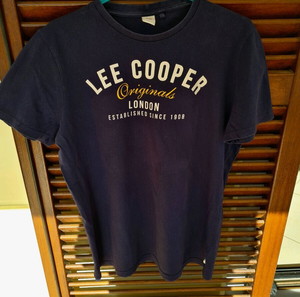 LEE COOPER
Originals
LONDON
ESTABLISHED SINCE 1908